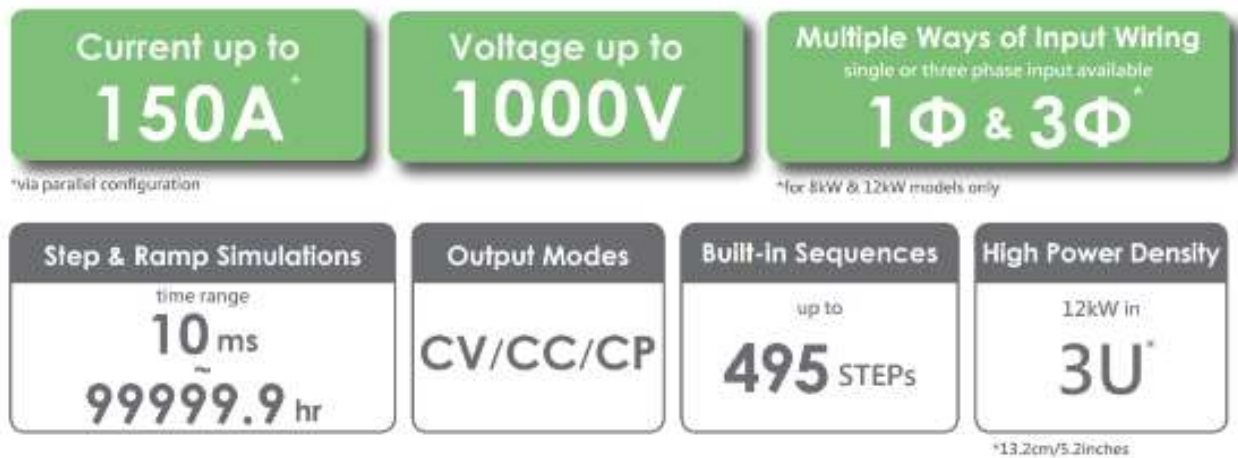 Current up to
150A*
*via parallel configuration
Voltage up to
1000V
Multiple Ways of Input Wiring
single or three phase input available
1Φ & 3Φ*
*for 8kW & 12kW models only
Step & Ramp Simulations
time range
10 ms
~
99999.9 hr
Output Modes
CV/CC/CP
Built-in Sequences
up to
495 STEPs
High Power Density
12kW in
3U*
*13.2cm/5.2inches